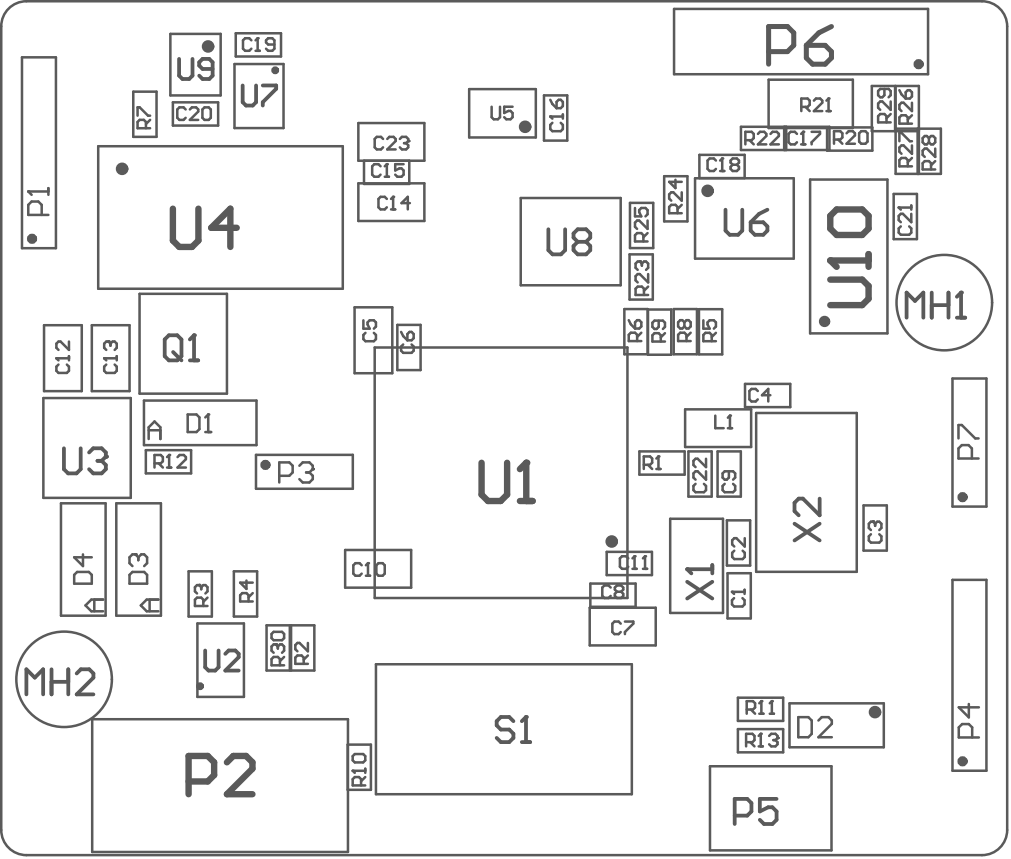 U9
C19
U7
C20
R7
P1
U4
C23
C15
C14
U5
C16
P6
R21
R29
R26
R22
C17
R20
R27
R28
C18
R24
U6
U10
C21
U8
R25
R23
MH1
C12
C13
Q1
C5
C6
R6
R9
R8
R5
D1
A
R12
U3
P3
U1
C4
L1
R1
C22
C9
X2
P7
D4
A
D3
A
C10
C11
C8
C7
X1
C2
C1
C3
R3
R4
U2
R30
R2
MH2
S1
P2
R10
R11
R13
D2
P5
P4